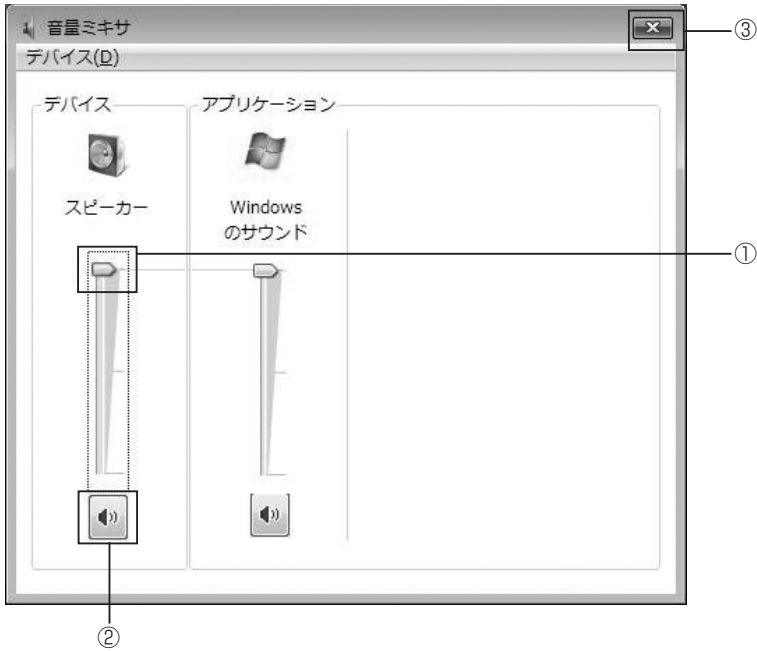 音量ミキサ
③
デバイス(D)
デバイス
アプリケーション
スピーカー
Windows
のサウンド
①
②